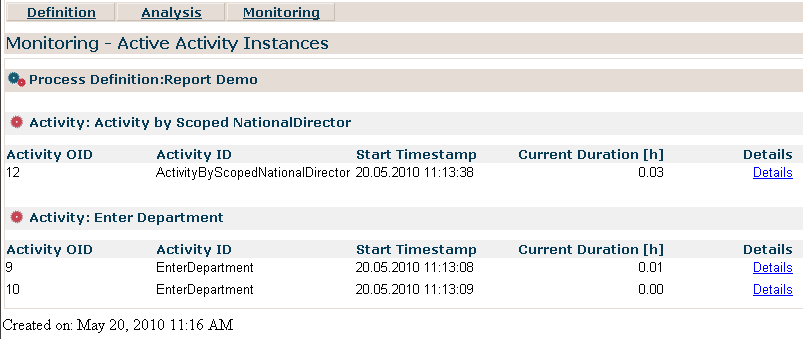 Definition Analysis Monitoring
Monitoring - Active Activity Instances
Process Definition:Report Demo
Activity: Activity by Scoped NationalDirector
Activity OID Activity ID Start Timestamp Current Duration [h] Details
12 ActivityByScopedNationalDirector 20.05.2010 11:13:38 0.03 Details
Activity: Enter Department
Activity OID Activity ID Start Timestamp Current Duration [h] Details
9 EnterDepartment 20.05.2010 11:13:08 0.01 Details
10 EnterDepartment 20.05.2010 11:13:09 0.00 Details
Created on: May 20, 2010 11:16 AM